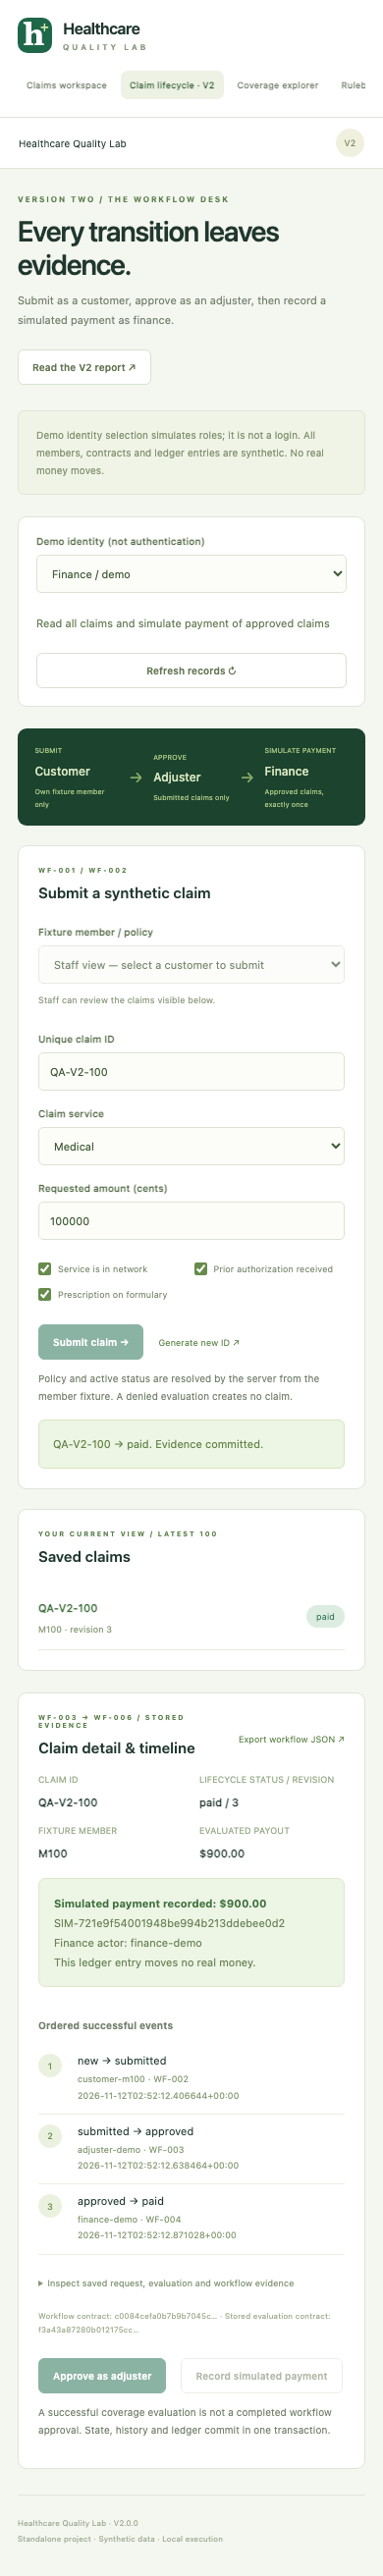 h+
Healthcare
QUALITY LAB
Claims workspace
Claim lifecycle · V2
Coverage explorer
Healthcare Quality Lab
V2
VERSION TWO / THE WORKFLOW DESK
Every transition leaves
evidence.
Submit as a customer, approve as an adjuster, then record a
simulated payment as finance.
Read the V2 report ↗
Demo identity selection simulates roles; it is not a login. All
members, contracts and ledger entries are synthetic. No real
money moves.
Demo identity (not authentication)
Finance / demo
Read all claims and simulate payment of approved claims
Refresh records ↻
SUBMIT
Customer
Own fixture member
only
→
APPROVE
Adjuster
Submitted claims only
→
SIMULATE PAYMENT
Finance
Approved claims,
exactly once
WF-001 / WF-002
Submit a synthetic claim
Fixture member / policy
Staff view — select a customer to submit
Staff can review the claims visible below.
Unique claim ID
QA-V2-100
Claim service
Medical
Requested amount (cents)
100000
Service is in network
Prior authorization received
Prescription on formulary
Submit claim →
Generate new ID ↗
Policy and active status are resolved by the server from the
member fixture. A denied evaluation creates no claim.
QA-V2-100 → paid. Evidence committed.
YOUR CURRENT VIEW / LATEST 100
Saved claims
QA-V2-100
M100 · revision 3
paid
WF-003 → WF-006 / STORED
EVIDENCE
Claim detail & timeline
Export workflow JSON ↗
CLAIM ID
QA-V2-100
LIFECYCLE STATUS / REVISION
paid / 3
FIXTURE MEMBER
M100
EVALUATED PAYOUT
$900.00
Simulated payment recorded: $900.00
SIM-721e9f54001948be994b213ddebee0d2
Finance actor: finance-demo
This ledger entry moves no real money.
Ordered successful events
1
new → submitted
customer-m100 · WF-002
2026-11-12T02:52:12.406644+00:00
2
submitted → approved
adjuster-demo · WF-003
2026-11-12T02:52:12.638464+00:00
3
approved → paid
finance-demo · WF-004
2026-11-12T02:52:12.871028+00:00
▶ Inspect saved request, evaluation and workflow evidence
Workflow contract: c0084cefa0b7b9b7045c… · Stored evaluation contract:
f3a43a87280b012175cc…
Approve as adjuster
Record simulated payment
A successful coverage evaluation is not a completed workflow
approval. State, history and ledger commit in one transaction.
Healthcare Quality Lab · V2.0.0
Standalone project · Synthetic data · Local execution